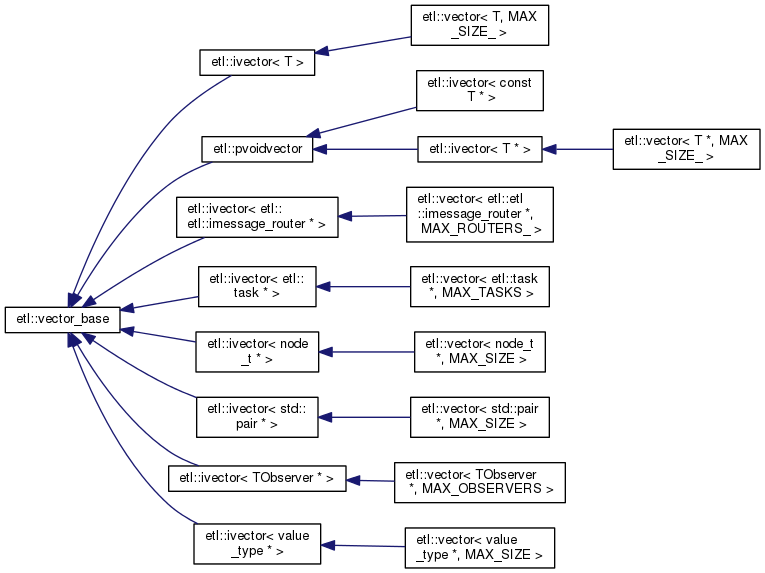 etl::vector< T, MAX
_SIZE_ >
etl::ivector< T >
etl::ivector< const
T * >
etl::pvoidvector
etl::ivector< T * >
etl::vector< T *, MAX
_SIZE_ >
etl::ivector< etl::
etl::imessage_router * >
etl::vector< etl::etl
::imessage_router *,
MAX_ROUTERS_ >
etl::ivector< etl::
task * >
etl::vector< etl::task
*, MAX_TASKS >
etl::vector_base
etl::ivector< node
_t * >
etl::vector< node_t
*, MAX_SIZE >
etl::ivector< std::
pair * >
etl::vector< std::pair
*, MAX_SIZE >
etl::ivector< TObserver * >
etl::vector< TObserver
*, MAX_OBSERVERS >
etl::ivector< value
_type * >
etl::vector< value
_type *, MAX_SIZE >